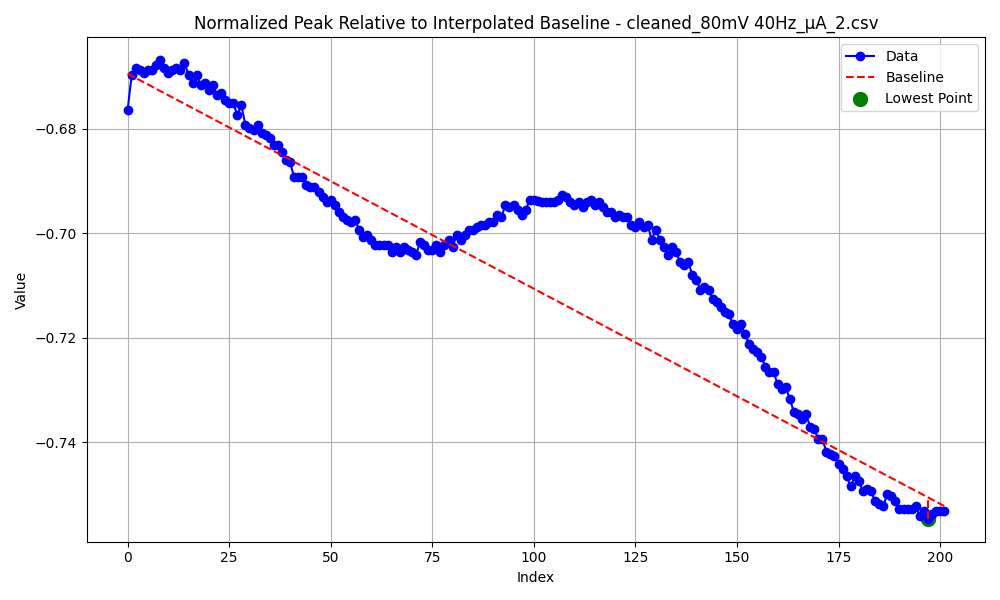 Normalized Peak Relative to Interpolated Baseline - cleaned_80mV 40Hz_μA_2.csv
Data
Baseline
Lowest Point
−0.68
−0.70
−0.72
−0.74
Value
0
25
50
75
100
125
150
175
200
Index